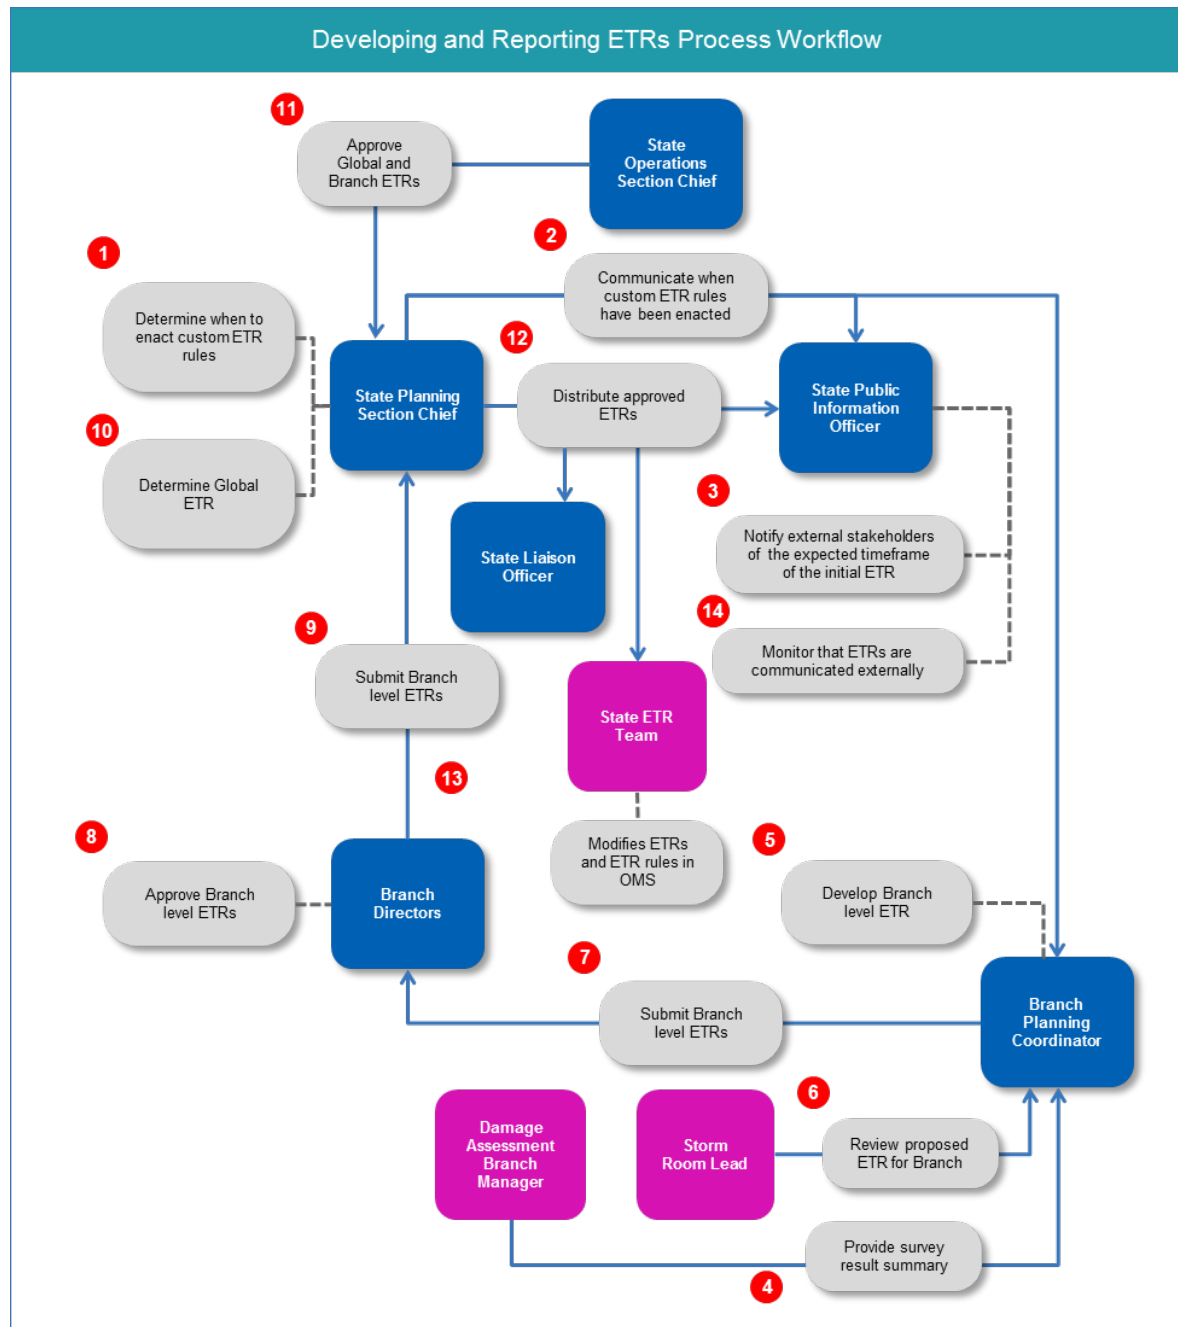 Developing and Reporting ETRs Process Workflow
11
Approve
Global and
Branch ETRs
State
Operations
Section Chief
2
1
Communicate when
custom ETR rules
have been enacted
Determine when to
enact custom ETR
rules
12
State Planning
Section Chief
Distribute approved
ETRs
State Public
Information
Officer
10
Determine Global
ETR
3
State Liaison
Officer
Notify external stakeholders
of the expected timeframe
of the initial ETR
14
9
Monitor that ETRs are
communicated externally
Submit Branch
level ETRs
State ETR
Team
13
8
5
Modifies ETRs
and ETR rules in
OMS
Approve Branch
level ETRs
Branch
Directors
Develop Branch
level ETR
7
Submit Branch
level ETRs
Branch
Planning
Coordinator
6
Damage
Assessment
Branch
Manager
Storm
Room Lead
Review proposed
ETR for Branch
Provide survey
result summary
4